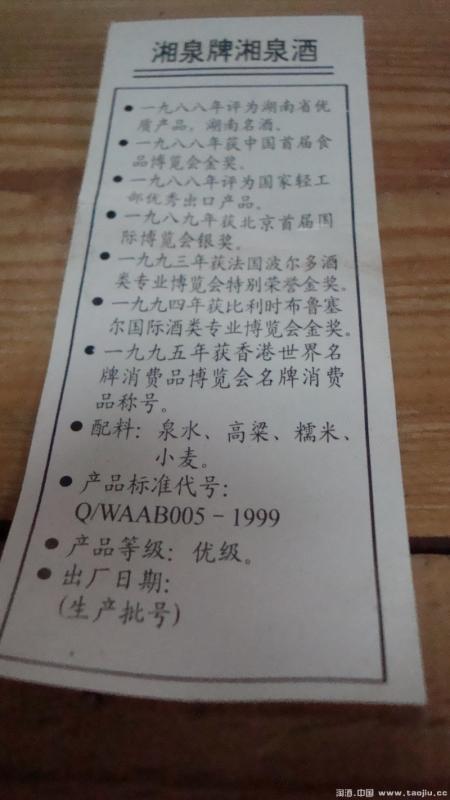 湘泉牌湘泉酒
●一九八八年评为湖南省优
质产品，湖南名酒、
●一九八八年获中国首届食
品博览会金奖。
●一九八八年评为国家轻工
部优秀出口产品。
●一九八九年获北京首届国
际博览会银奖。
●一九九三年获法国波尔多酒
类专业博览会特别荣誉金奖。
●一九九四年获比利时布鲁塞
尔国际酒类专业博览会金奖。
●一九九五年获香港世界名
牌消费品博览会名牌消费
品称号。
●配料：泉水、高粱、糯米、
小麦。
●产品标准代号：
Q/WAAB005-1999
●产品等级：优级。
●出厂日期：
(生产批号)
淘酒.中国 www.taojiu.cc